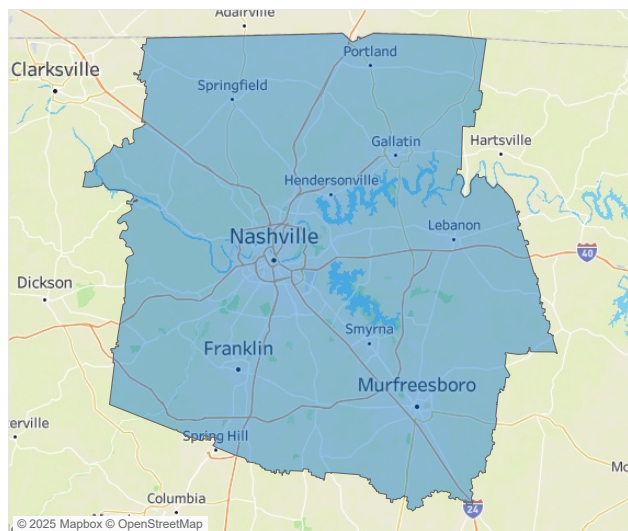 Adairville
Portland
Clarksville
Springfield
Gallatin
Hartsville
Hendersonville
Lebanon
Nashville
40
Dickson
Smyrna
Franklin
Murfreesboro
erville
Spring Hill
Mo
Columbia
24
© 2025 Mapbox © OpenStreetMap